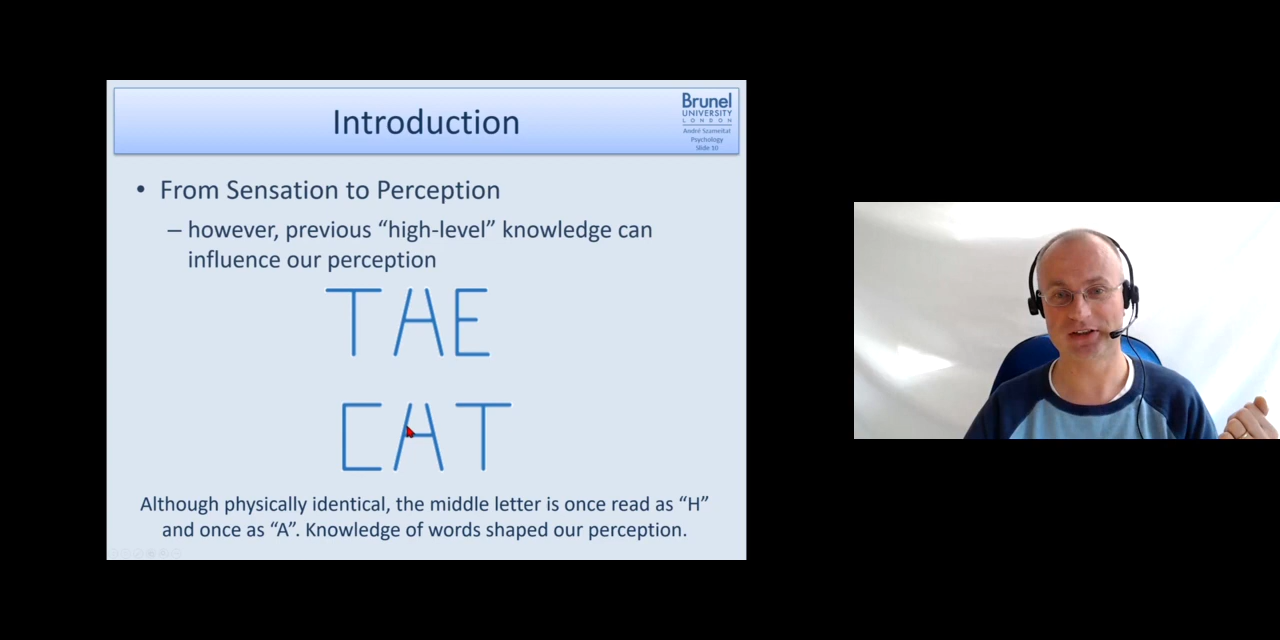 Introduction
Brunel
UNIVERSITY
LONDON
André Szameitat
Psychology
Slide 10
• From Sensation to Perception
– however, previous “high-level” knowledge can
influence our perception
THE
CAT
Although physically identical, the middle letter is once read as “H”
and once as “A”. Knowledge of words shaped our perception.